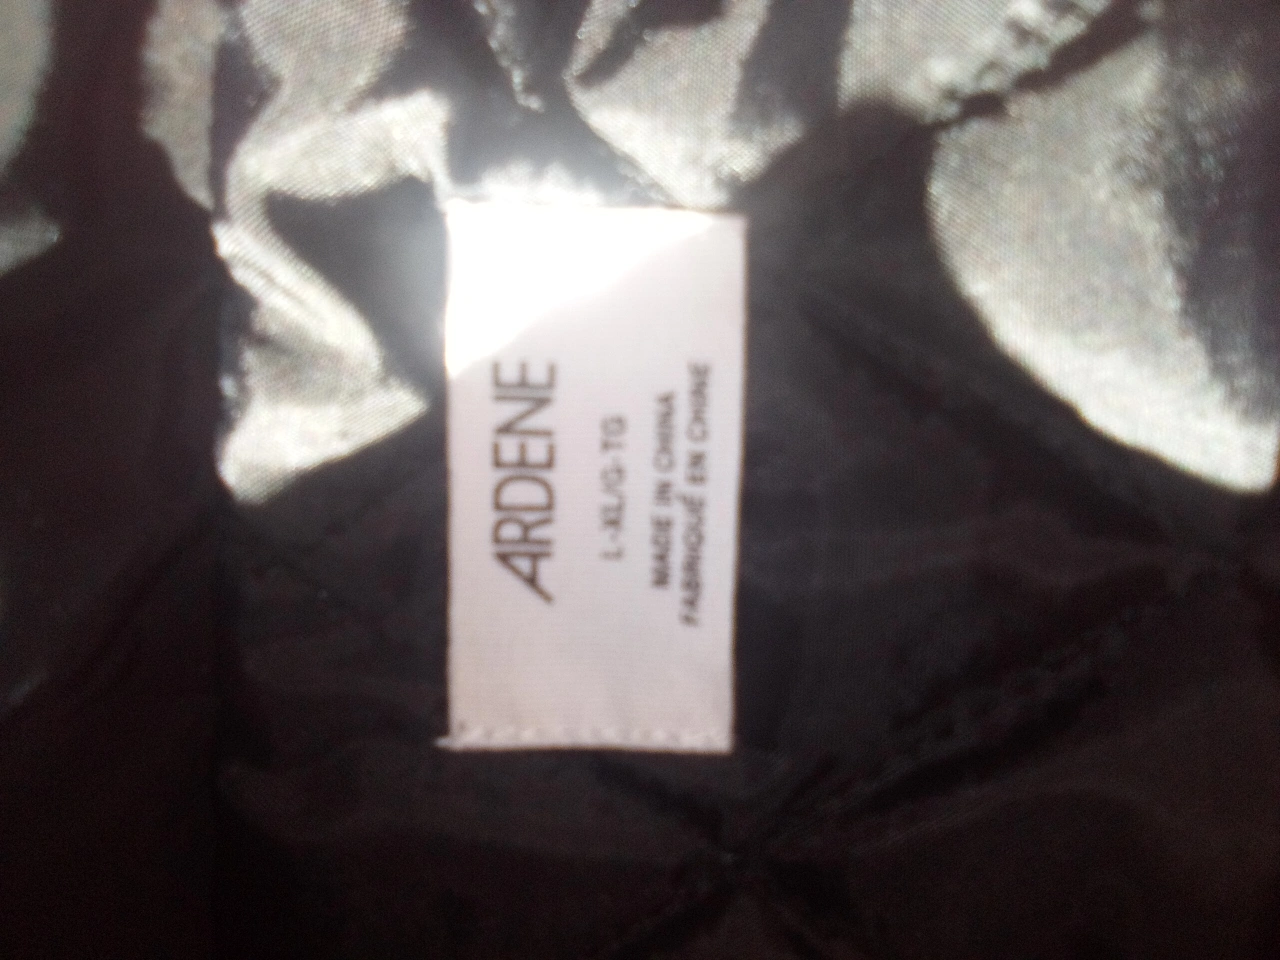 ARDENE
L-XL/G-TG
MADE IN CHINA
FABRIQUÉ EN CHINE